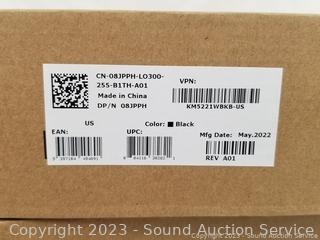 CN-08JPPH-LO300-
255-B1TH-A01
Made in China
DP/N 08JPPH
VPN:
KM5221WBKB-US
US
Color: Black
EAN:
UPC:
Mfg Date: May.2022
REV A01
Copyright 2023 - Sound Auction Service